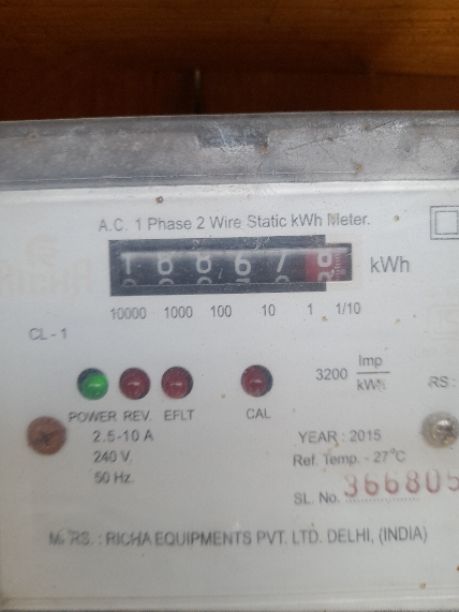 A.C. 1 Phase 2 Wire Static kWh Meter.
188678 kWh
10000 1000 100 10 1 1/10
CL - 1
3200 Imp
kWh
RS:
POWER REV. EFLT CAL
2.5-10 A
240 V.
50 Hz.
YEAR : 2015
Ref. Temp. - 27°C
SL. No. 366805
M/RS. : RICHA EQUIPMENTS PVT. LTD. DELHI, (INDIA)